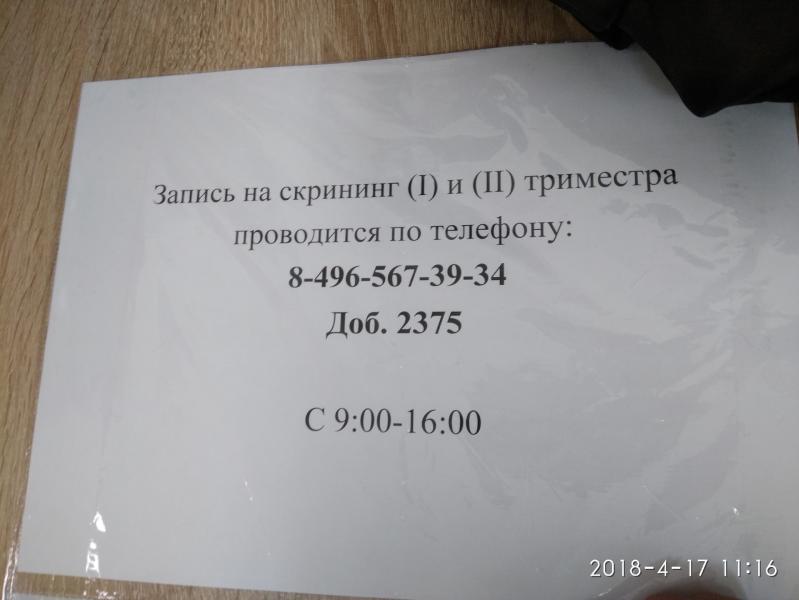 Запись на скрининг (I) и (II) триместра
проводится по телефону:
8-496-567-39-34
Доб. 2375
С 9:00-16:00
2018-4-17 11:16